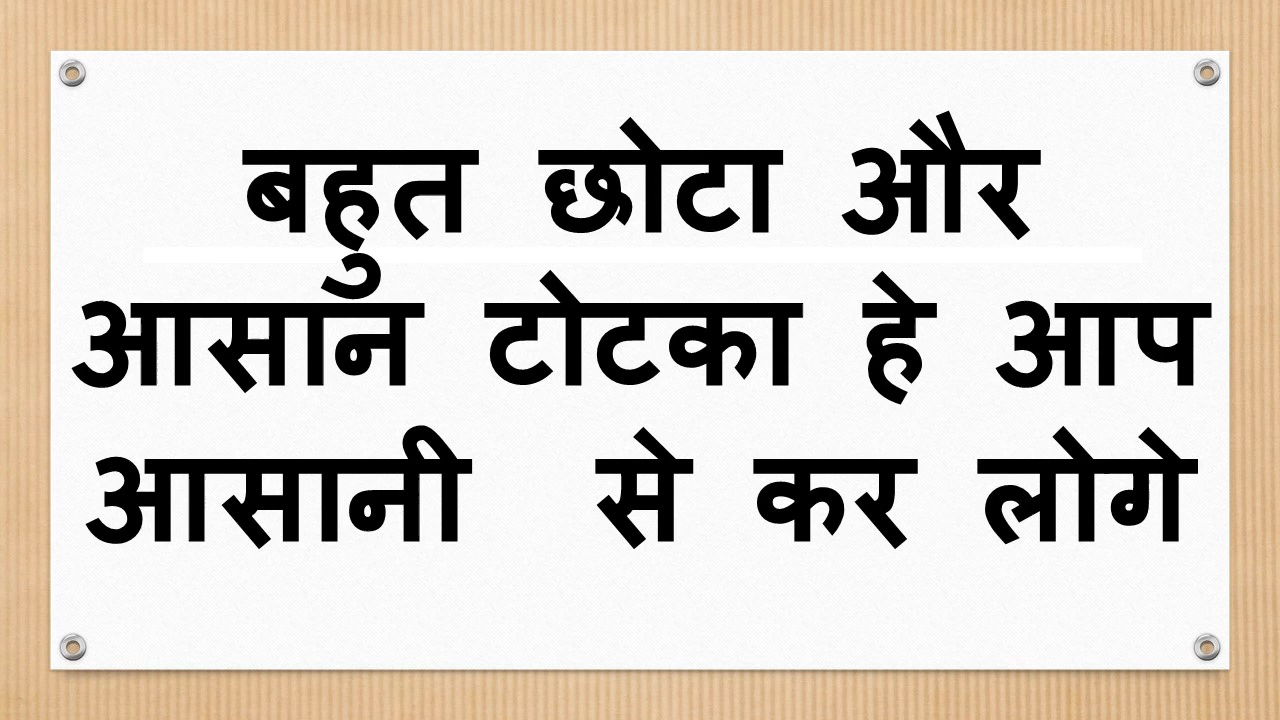 बहुत छोटा और
आसान टोटका हे आप
आसानी से कर लोगे